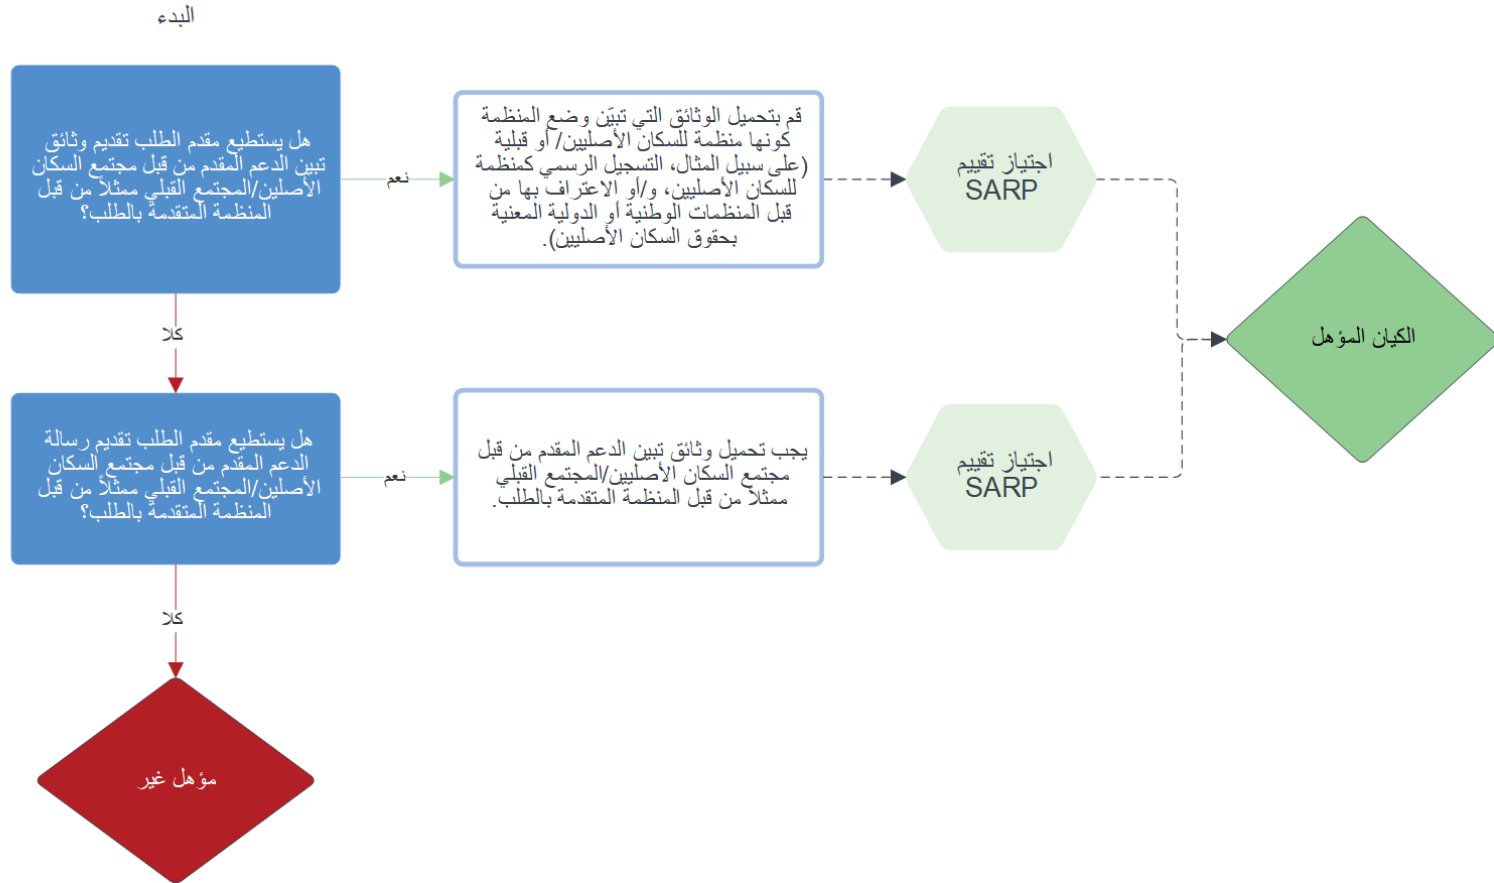 البدء
هل يستطيع مقدم الطلب تقديم وثائق
تبين الدعم المقدم من قبل مجتمع السكان
الأصلين/المجتمع القبلي ممثلاً من قبل
المنظمة المتقدمة بالطلب؟
نعم
قم بتحميل الوثائق التي تبيَن وضع المنظمة
كونها منظمة للسكان الأصليين/ أو قبلية
(على سبيل المثال، التسجيل الرسمي كمنظمة
للسكان الأصليين، و/أو الاعتراف بها من
قبل المنظمات الوطنية أو الدولية المعنية
بحقوق السكان الأصليين).
اجتياز تقييم
SARP
الكيان المؤهل
كلا
هل يستطيع مقدم الطلب تقديم رسالة
الدعم المقدم من قبل مجتمع السكان
الأصلين/المجتمع القبلي ممثلاً من قبل
المنظمة المتقدمة بالطلب؟
نعم
يجب تحميل وثائق تبين الدعم المقدم من قبل
مجتمع السكان الأصليين/المجتمع القبلي
ممثلاً من قبل المنظمة المتقدمة بالطلب.
اجتياز تقييم
SARP
كلا
مؤهل غير